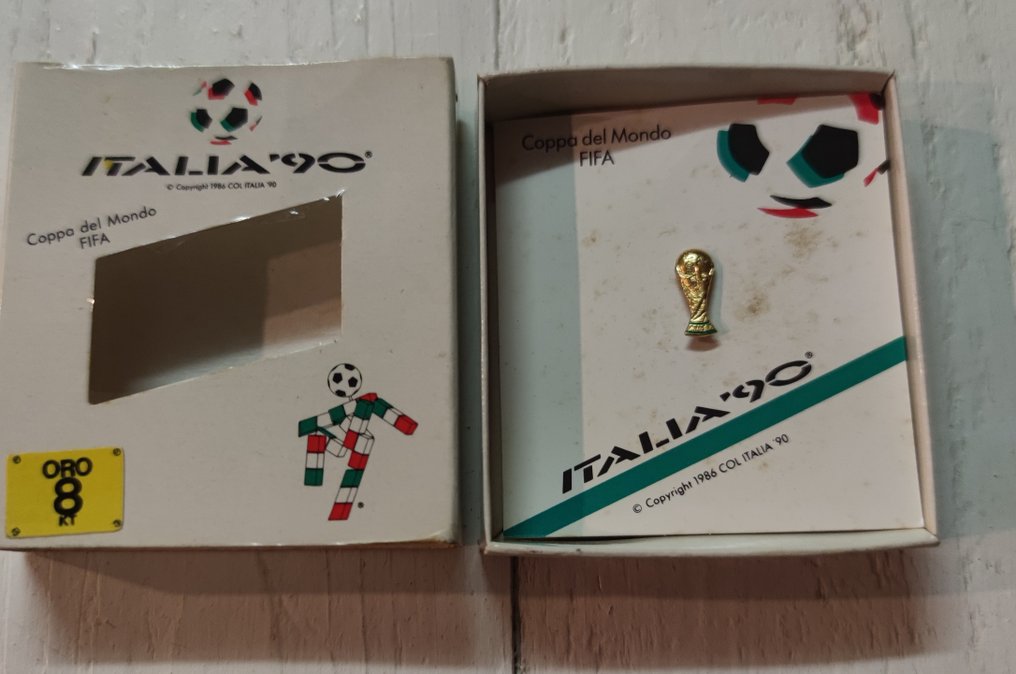 ITALIA '90®
© Copyright 1986 COL ITALIA '90
Coppa del Mondo
FIFA
ORO
8
KT
®
Coppa del Mondo
FIFA
ITALIA '90®
© Copyright 1986 COL ITALIA '90